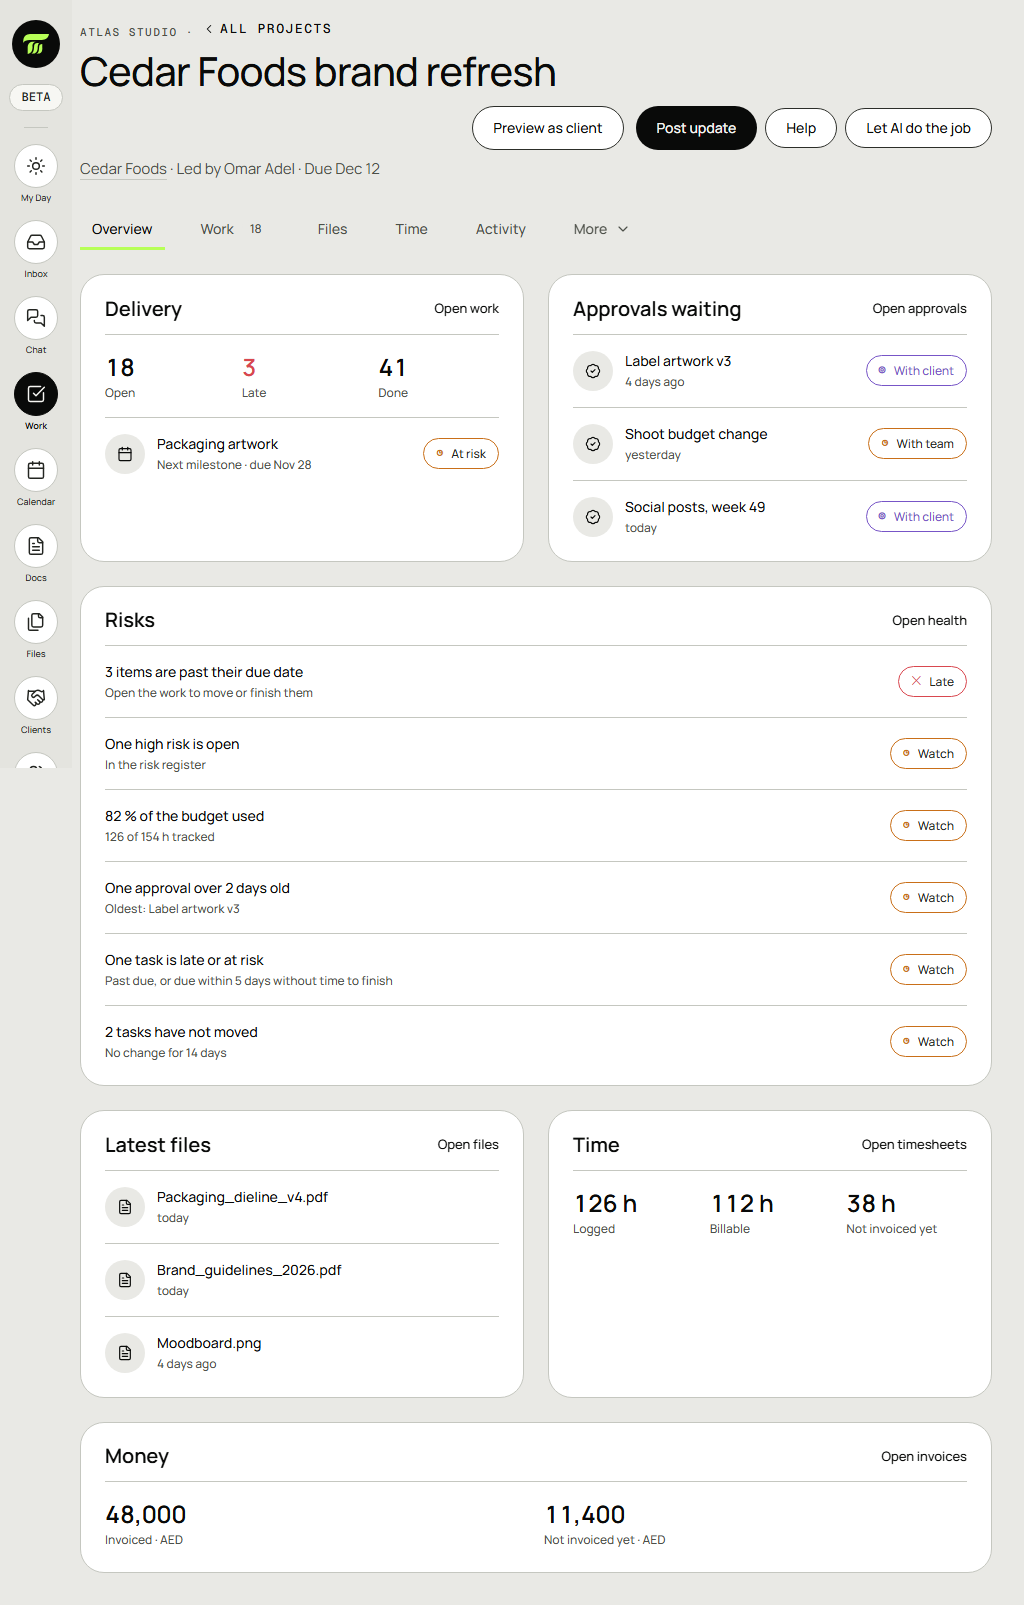 ATLAS STUDIO · ALL PROJECTS
Cedar Foods brand refresh
Preview as client
Post update
Help
Let AI do the job
Cedar Foods · Led by Omar Adel · Due Dec 12
BETA
My Day
Inbox
Chat
Work
Calendar
Docs
Files
Clients
Overview
Work 18
Files
Time
Activity
More
Delivery
Open work
18
Open
3
Late
41
Done
Packaging artwork
Next milestone · due Nov 28
At risk
Approvals waiting
Open approvals
Label artwork v3
4 days ago
With client
Shoot budget change
yesterday
With team
Social posts, week 49
today
With client
Risks
Open health
3 items are past their due date
Open the work to move or finish them
Late
One high risk is open
In the risk register
Watch
82 % of the budget used
126 of 154 h tracked
Watch
One approval over 2 days old
Oldest: Label artwork v3
Watch
One task is late or at risk
Past due, or due within 5 days without time to finish
Watch
2 tasks have not moved
No change for 14 days
Watch
Latest files
Open files
Packaging_dieline_v4.pdf
today
Brand_guidelines_2026.pdf
today
Moodboard.png
4 days ago
Time
Open timesheets
126 h
Logged
112 h
Billable
38 h
Not invoiced yet
Money
Open invoices
48,000
Invoiced · AED
11,400
Not invoiced yet · AED